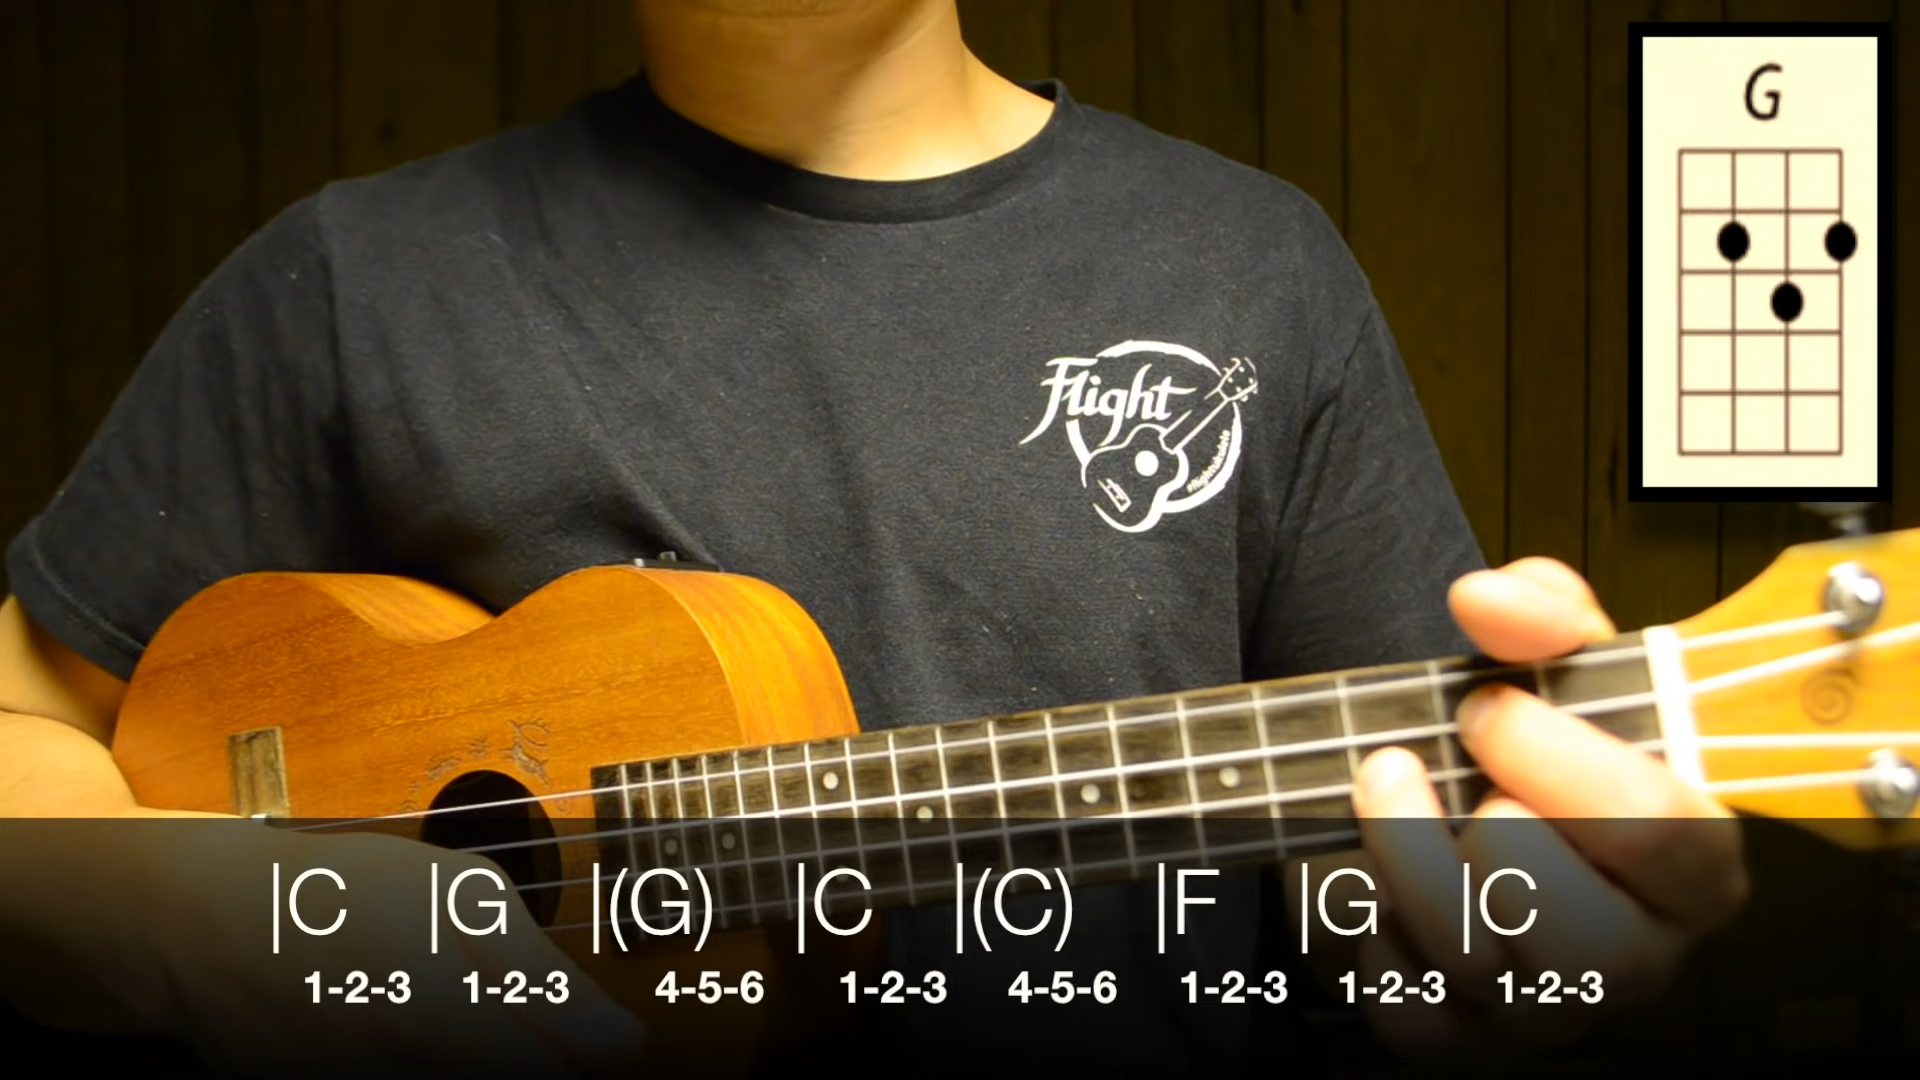 G
Flight
#flightukulele
|C |G |(G) |C |(C) |F |G |C
1-2-3 1-2-3 4-5-6 1-2-3 4-5-6 1-2-3 1-2-3 1-2-3